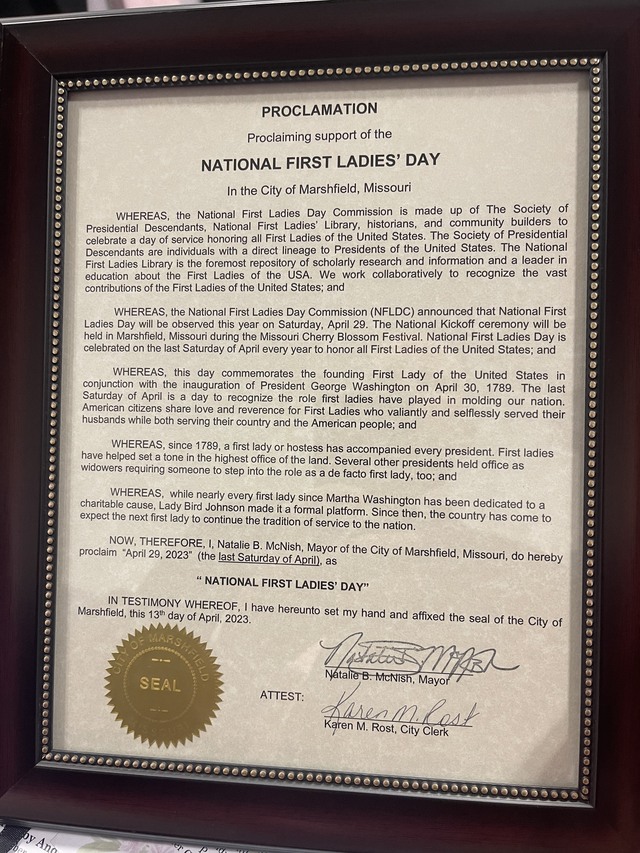 PROCLAMATION
Proclaiming support of the
NATIONAL FIRST LADIES' DAY
In the City of Marshfield, Missouri
WHEREAS, the National First Ladies Day Commission is made up of The Society of
Presidential Descendants, National First Ladies' Library, historians, and community builders to
celebrate a day of service honoring all First Ladies of the United States. The Society of Presidential
Descendants are individuals with a direct lineage to Presidents of the United States. The National
First Ladies Library is the foremost repository of scholarly research and information and a leader in
education about the First Ladies of the USA. We work collaboratively to recognize the vast
contributions of the First Ladies of the United States; and
WHEREAS, the National First Ladies Day Commission (NFLDC) announced that National First
Ladies Day will be observed this year on Saturday, April 29. The National Kickoff ceremony will be
held in Marshfield, Missouri during the Missouri Cherry Blossom Festival. National First Ladies Day is
celebrated on the last Saturday of April every year to honor all First Ladies of the United States; and
WHEREAS, this day commemorates the founding First Lady of the United States in
conjunction with the inauguration of President George Washington on April 30, 1789. The last
Saturday of April is a day to recognize the role first ladies have played in molding our nation.
American citizens share love and reverence for First Ladies who valiantly and selflessly served their
husbands while both serving their country and the American people; and
WHEREAS, since 1789, a first lady or hostess has accompanied every president. First ladies
have helped set a tone in the highest office of the land. Several other presidents held office as
widowers requiring someone to step into the role as a de facto first lady, too; and
WHEREAS, while nearly every first lady since Martha Washington has been dedicated to a
charitable cause, Lady Bird Johnson made it a formal platform. Since then, the country has come to
expect the next first lady to continue the tradition of service to the nation.
NOW, THEREFORE, I, Natalie B. McNish, Mayor of the City of Marshfield, Missouri, do hereby
proclaim "April 29, 2023" (the last Saturday of April), as
" NATIONAL FIRST LADIES' DAY"
IN TESTIMONY WHEREOF, I have hereunto set my hand and affixed the seal of the City of
Marshfield, this 13th day of April, 2023.
CITY OF MARSHFIELD
SEAL
Natalie B. McNish, Mayor
ATTEST:
Karen M. Rost
Karen M. Rost, City Clerk